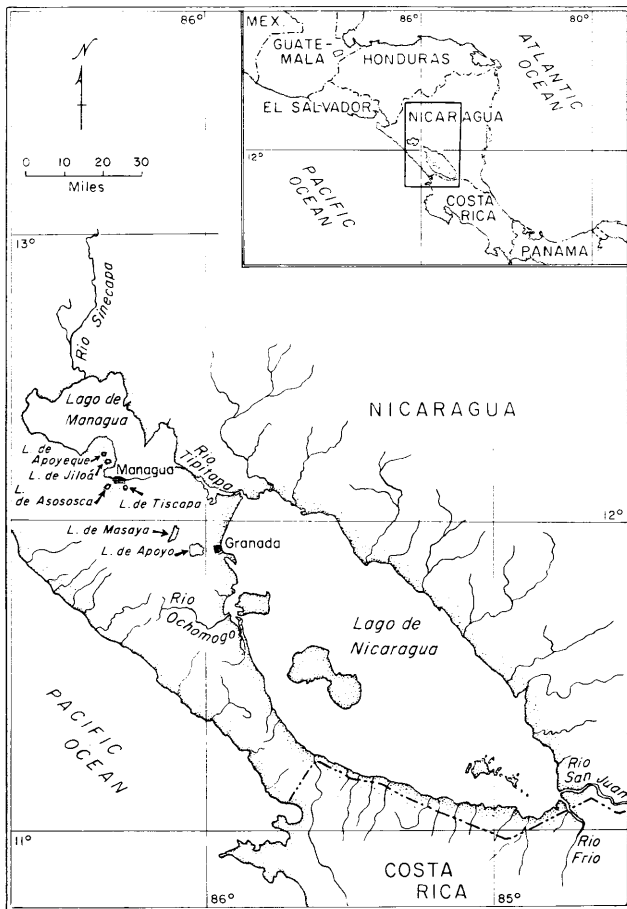 86°
N
0 10 20 30
Miles
86°
80°
MEX.
GUATE-
MALA
HONDURAS
EL SALVADOR
NICARAGUA
ATLANTIC
OCEAN
12°
PACIFIC
OCEAN
COSTA
RICA
PANAMA
13°
Rio Sinecapa
Lago de
Managua
NICARAGUA
L. de
Apoyeque
L. de Jiloá
Managua
Rio
Tipitapa
L.
de Asososca
L. de Tiscapa
12°
L. de Masaya
L. de Apoyo
Granada
Rio
Ochomogo
Lago de
Nicaragua
PACIFIC
OCEAN
Rio
San Juan
11°
Rio
Frio
COSTA
RICA
86°
85°